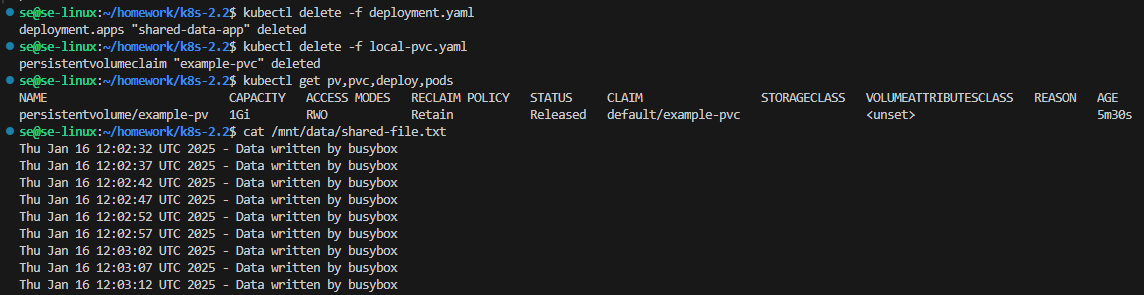 se@se-linux:~/homework/k8s-2.2$ kubectl delete -f deployment.yaml
deployment.apps "shared-data-app" deleted
se@se-linux:~/homework/k8s-2.2$ kubectl delete -f local-pvc.yaml
persistentvolumeclaim "example-pvc" deleted
se@se-linux:~/homework/k8s-2.2$ kubectl get pv,pvc,deploy,pods
NAME CAPACITY ACCESS MODES RECLAIM POLICY STATUS CLAIM STORAGECLASS VOLUMEATTRIBUTESCLASS REASON AGE
persistentvolume/example-pv 1Gi RWO Retain Released default/example-pvc <unset> 5m30s
se@se-linux:~/homework/k8s-2.2$ cat /mnt/data/shared-file.txt
Thu Jan 16 12:02:32 UTC 2025 - Data written by busybox
Thu Jan 16 12:02:37 UTC 2025 - Data written by busybox
Thu Jan 16 12:02:42 UTC 2025 - Data written by busybox
Thu Jan 16 12:02:47 UTC 2025 - Data written by busybox
Thu Jan 16 12:02:52 UTC 2025 - Data written by busybox
Thu Jan 16 12:02:57 UTC 2025 - Data written by busybox
Thu Jan 16 12:03:02 UTC 2025 - Data written by busybox
Thu Jan 16 12:03:07 UTC 2025 - Data written by busybox
Thu Jan 16 12:03:12 UTC 2025 - Data written by busybox